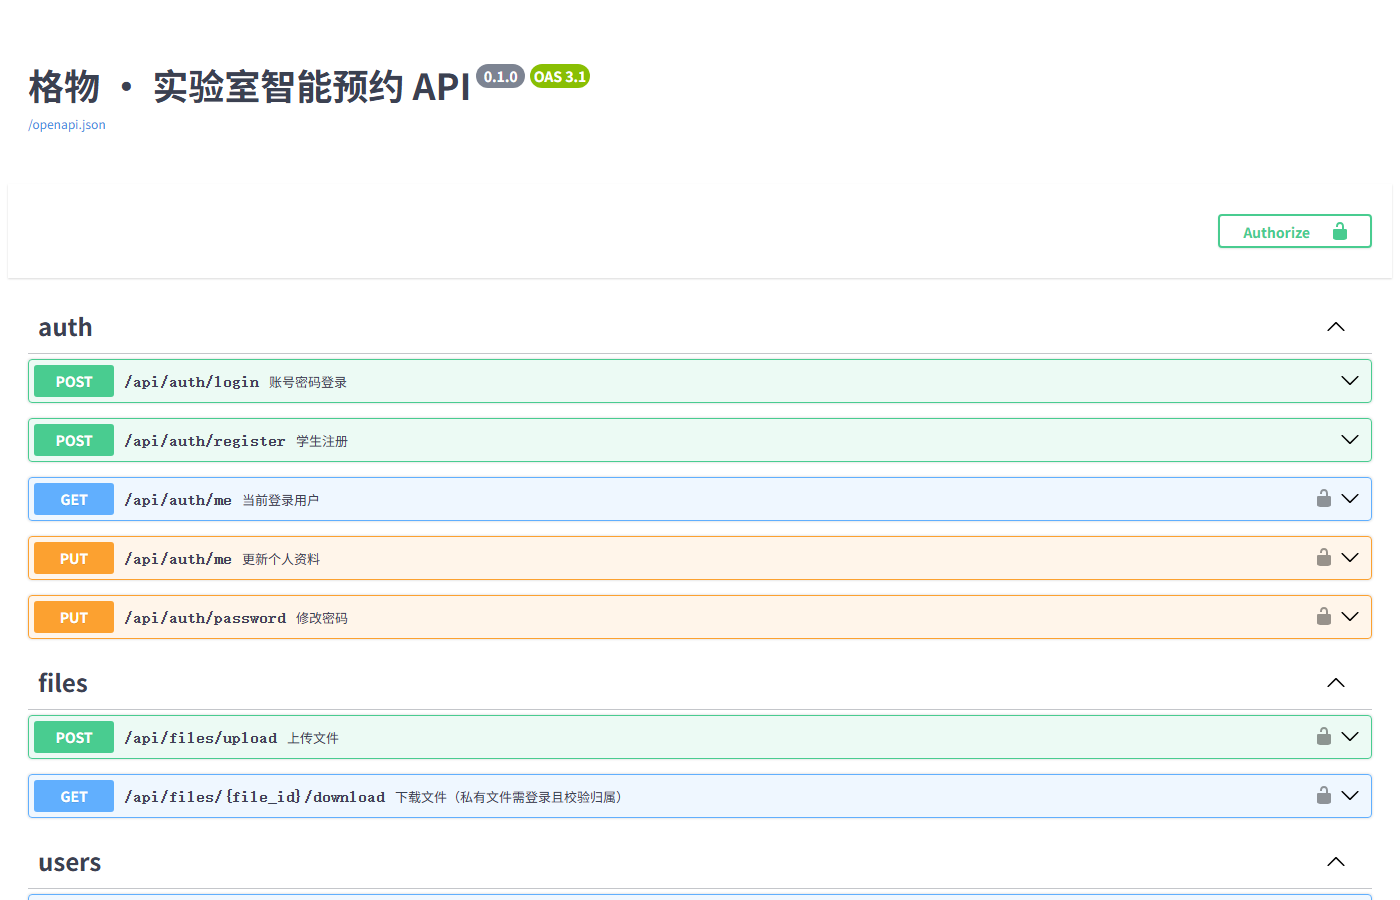 格物 · 实验室智能预约 API 0.1.0 OAS 3.1
/openapi.json
Authorize
auth
POST /api/auth/login 账号密码登录
POST /api/auth/register 学生注册
GET /api/auth/me 当前登录用户
PUT /api/auth/me 更新个人资料
PUT /api/auth/password 修改密码
files
POST /api/files/upload 上传文件
GET /api/files/{file_id}/download 下载文件（私有文件需登录且校验归属）
users